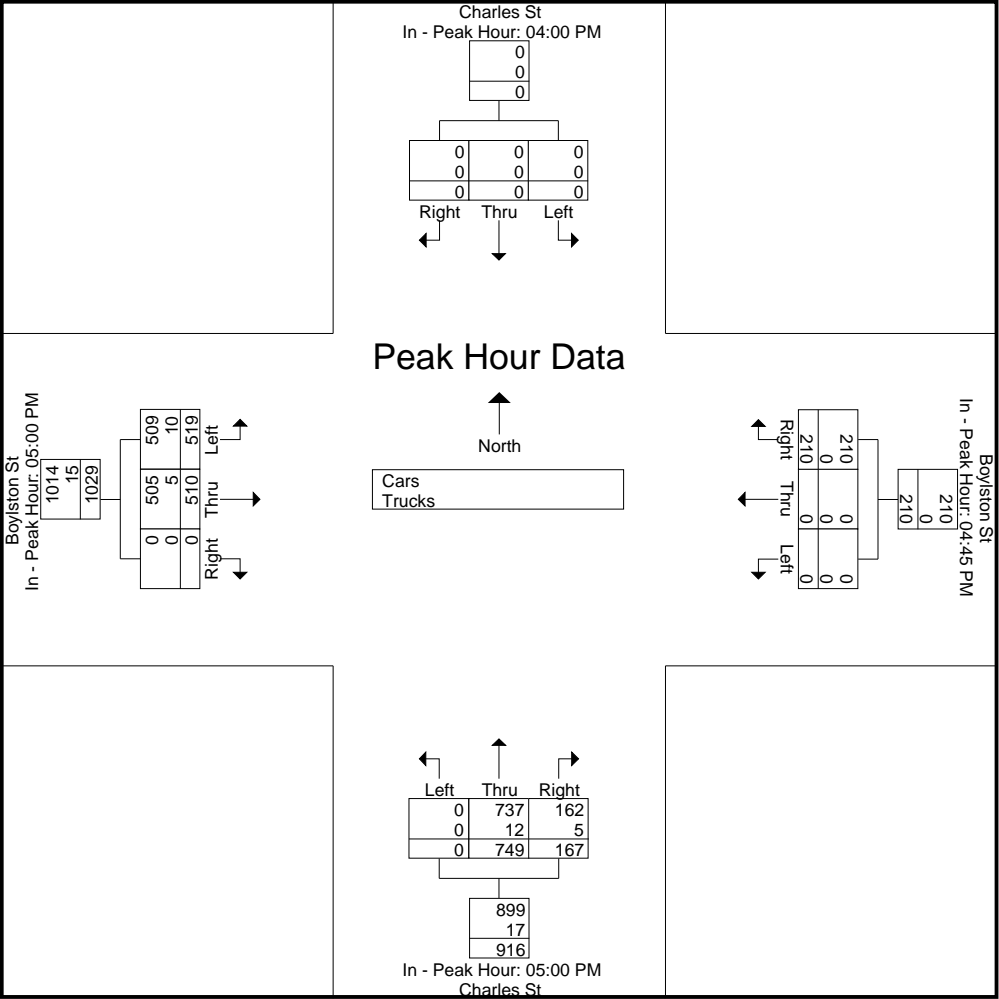 Charles St
In - Peak Hour: 04:00 PM
0
0
0
0 0 0
0 0 0
0 0 0
Right Thru Left
Peak Hour Data
North
Cars
Trucks
Boylston St
In - Peak Hour: 05:00 PM
1014
15
1029
509 10 519
Left
505 5 510
Thru
0 0 0
Right
Boylston St
In - Peak Hour: 04:45 PM
210
0
210
Right
210 0 210
Thru
0 0 0
Left
0 0 0
Left Thru Right
0 737 162
0 12 5
0 749 167
899
17
916
In - Peak Hour: 05:00 PM
Charles St